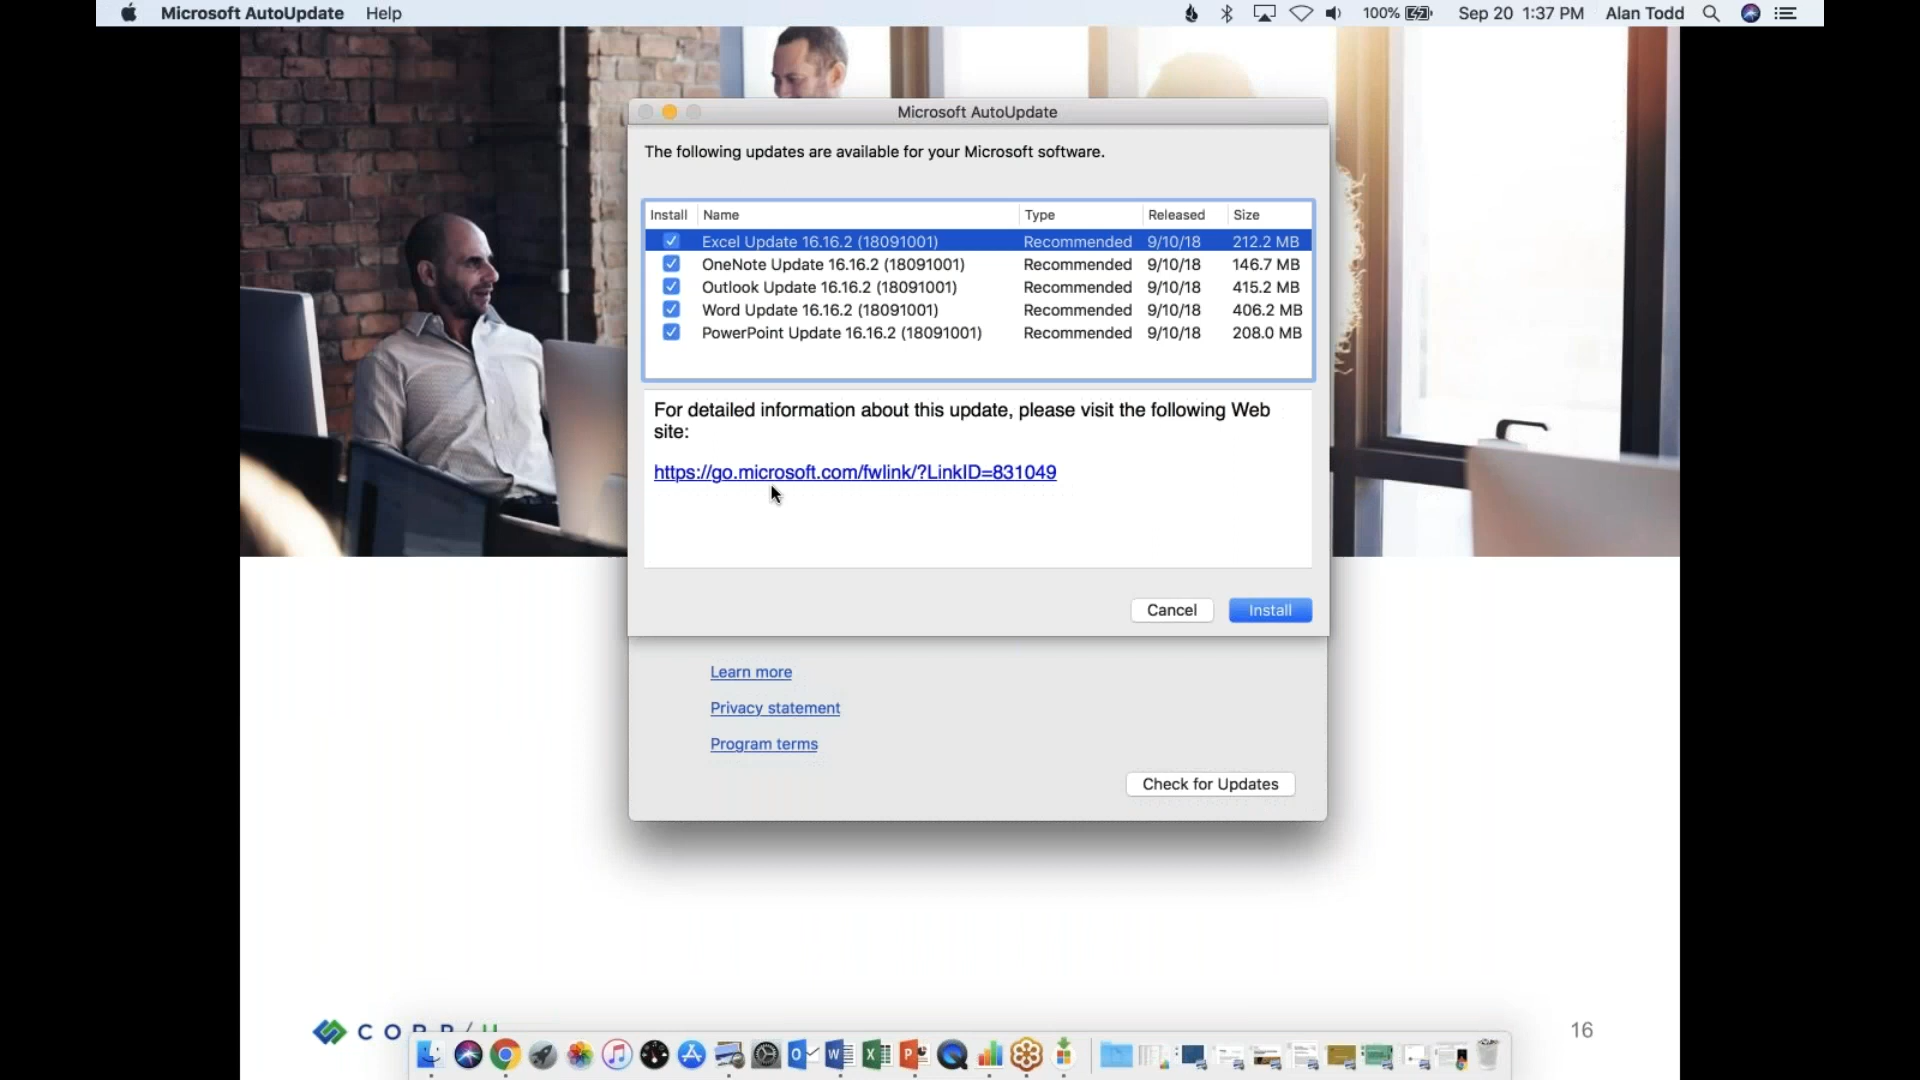 Microsoft AutoUpdate Help 100% Sep 20 1:37 PM Alan Todd
Microsoft AutoUpdate
The following updates are available for your Microsoft software.
Install Name Type Released Size
Excel Update 16.16.2 (18091001) Recommended 9/10/18 212.2 MB
OneNote Update 16.16.2 (18091001) Recommended 9/10/18 146.7 MB
Outlook Update 16.16.2 (18091001) Recommended 9/10/18 415.2 MB
Word Update 16.16.2 (18091001) Recommended 9/10/18 406.2 MB
PowerPoint Update 16.16.2 (18091001) Recommended 9/10/18 208.0 MB
For detailed information about this update, please visit the following Web
site:
https://go.microsoft.com/fwlink/?LinkID=831049
Cancel Install
Learn more
Privacy statement
Program terms
Check for Updates
CORP/U 16